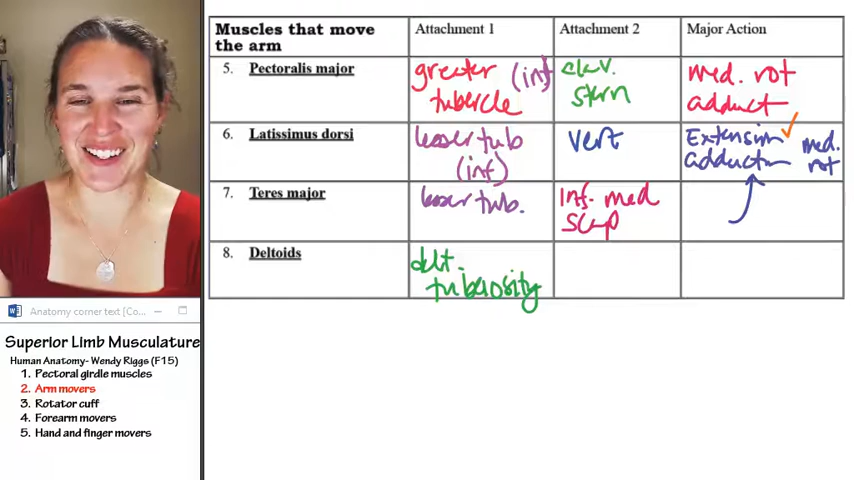 Muscles that move the arm
Attachment 1
Attachment 2
Major Action
5. Pectoralis major
greater (inf)
tubercle
clav.
stern
med. rot
adduct
6. Latissimus dorsi
lesser tub
(inf)
vert
Extension
adduction
med.
rot
7. Teres major
lesser tub.
Inf. med
scap
8. Deltoids
delt.
tuberosity
Anatomy corner text [Co...
Superior Limb Musculature
Human Anatomy- Wendy Riggs (F15)
1. Pectoral girdle muscles
2. Arm movers
3. Rotator cuff
4. Forearm movers
5. Hand and finger movers